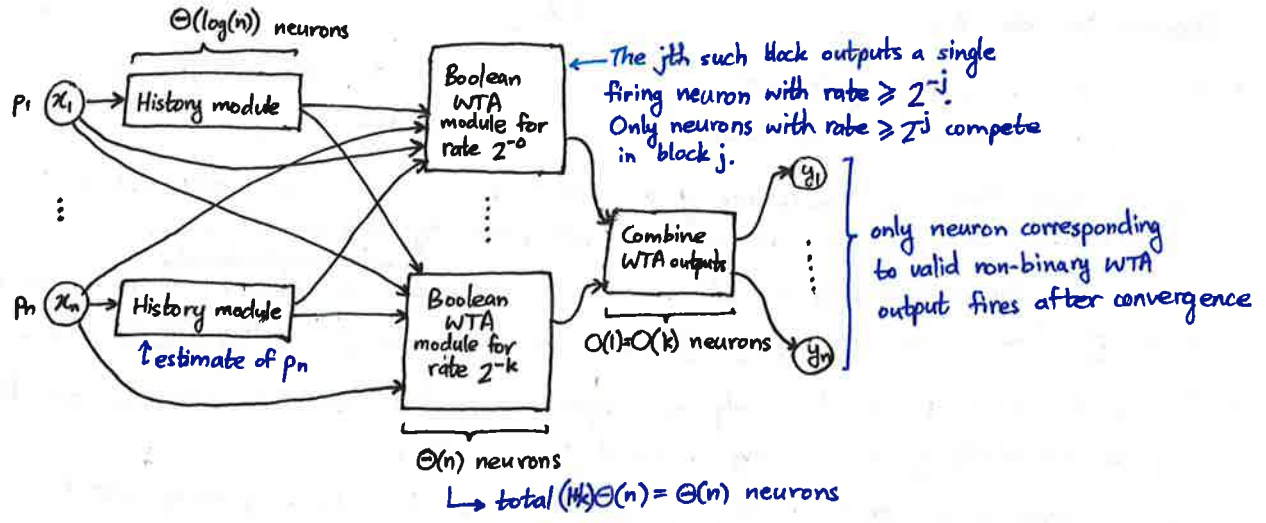 Θ(log(n)) neurons
p₁
x₁
History module
Boolean
WTA
module for
rate 2⁻⁰
← The jth such block outputs a single
firing neuron with rate ≥ 2⁻ʲ.
Only neurons with rate ≥ 2⁻ʲ compete
in block j.
pₙ
xₙ
History module
↑ estimate of pₙ
Boolean
WTA
module for
rate 2⁻ᵏ
Θ(n) neurons
↳ total (1+k)Θ(n) = Θ(n) neurons
Combine
WTA outputs
O(1)=O(k) neurons
y₁
yₙ
only neuron corresponding
to valid non-binary WTA
output fires after convergence